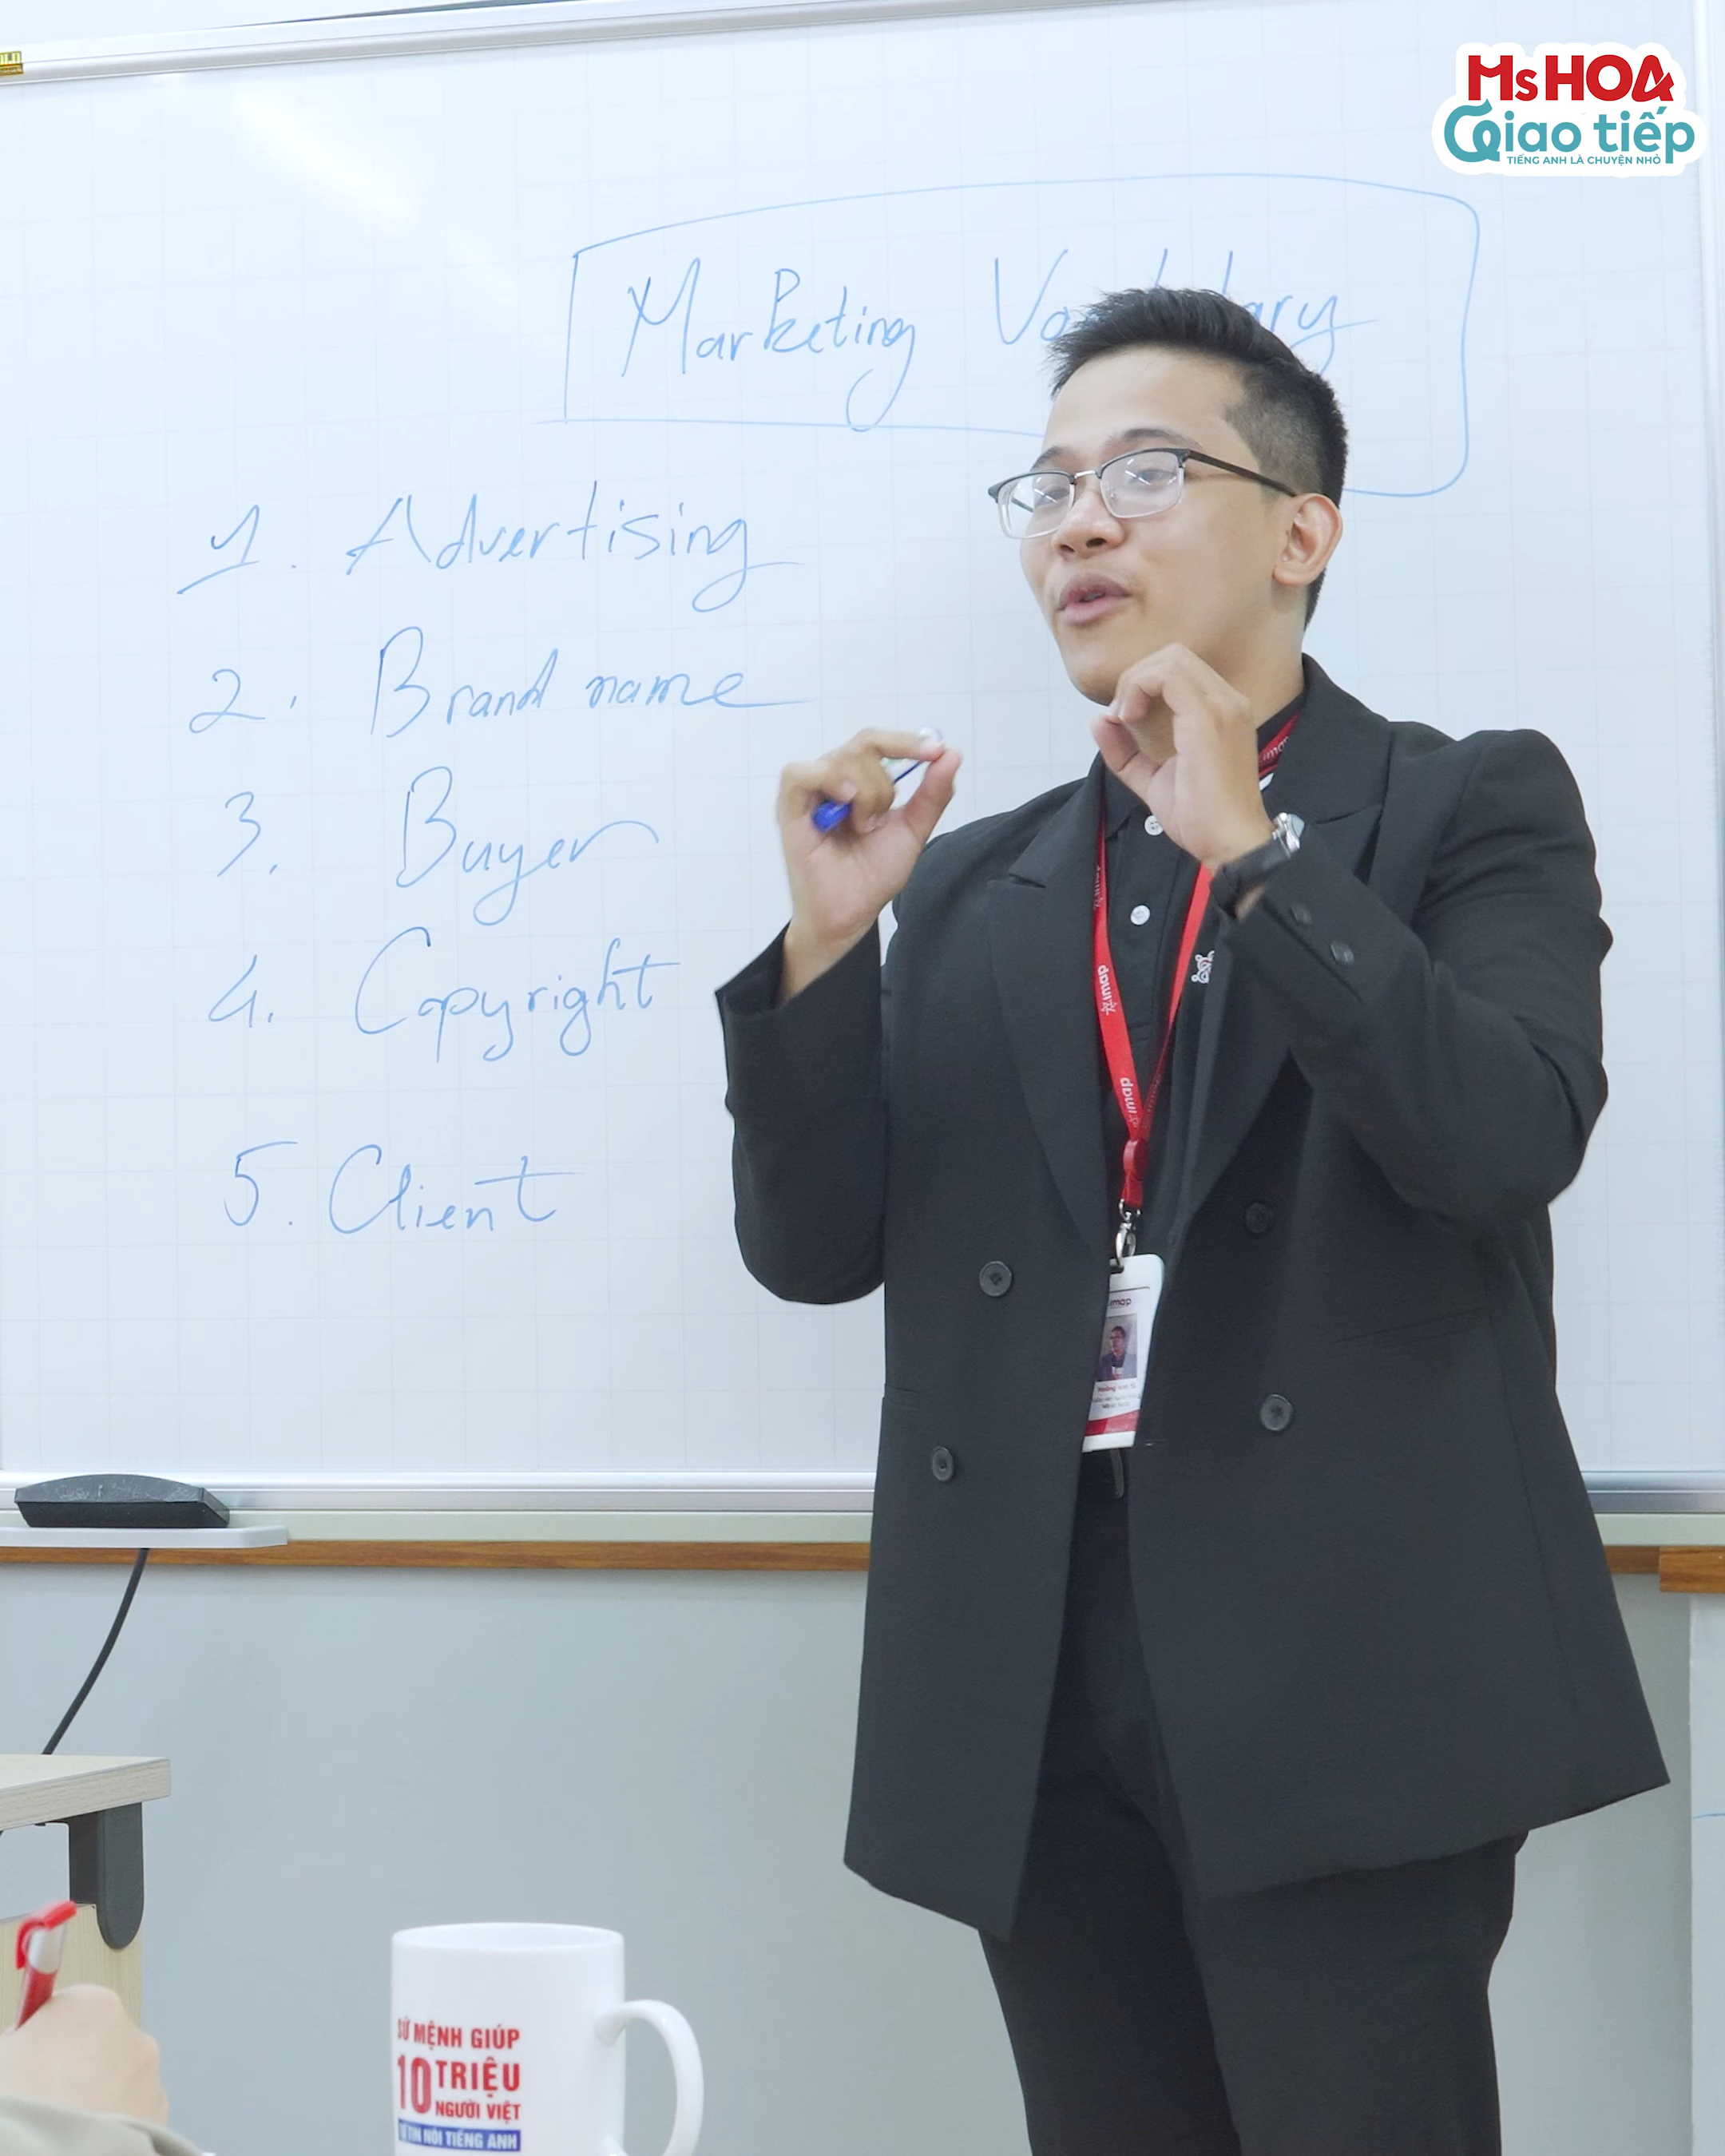 Ms HOA
Giao tiếp
TIẾNG ANH LÀ CHUYỆN NHỎ
Marketing
1. Advertising
2. Brand name
3. Buyer
4. Copyright
5. Client
imap
imap
SỨ MỆNH GIÚP
10 TRIỆU
NGƯỜI VIỆT
TỰ TIN NÓI TIẾNG ANH